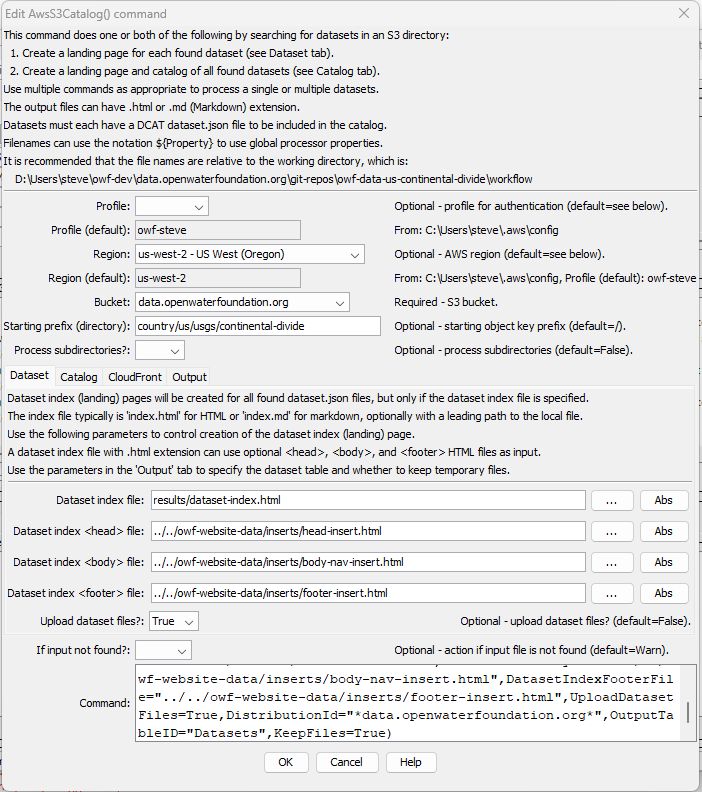 Edit AwsS3Catalog() command
This command does one or both of the following by searching for datasets in an S3 directory:
1. Create a landing page for each found dataset (see Dataset tab).
2. Create a landing page and catalog of all found datasets (see Catalog tab).
Use multiple commands as appropriate to process a single or multiple datasets.
The output files can have .html or .md (Markdown) extension.
Datasets must each have a DCAT dataset.json file to be included in the catalog.
Filenames can use the notation ${Property} to use global processor properties.
It is recommended that the file names are relative to the working directory, which is:
D:\Users\steve\owf-dev\data.openwaterfoundation.org\git-repos\owf-data-us-continental-divide\workflow
Profile: Optional - profile for authentication (default=see below).
Profile (default): owf-steve From: C:\Users\steve\.aws\config
Region: us-west-2 - US West (Oregon) Optional - AWS region (default=see below).
Region (default): us-west-2 From: C:\Users\steve\.aws\config, Profile (default): owf-steve
Bucket: data.openwaterfoundation.org Required - S3 bucket.
Starting prefix (directory): country/us/usgs/continental-divide Optional - starting object key prefix (default=/).
Process subdirectories?: Optional - process subdirectories (default=False).
Dataset Catalog CloudFront Output
Dataset index (landing) pages will be created for all found dataset.json files, but only if the dataset index file is specified.
The index file typically is 'index.html' for HTML or 'index.md' for markdown, optionally with a leading path to the local file.
Use the following parameters to control creation of the dataset index (landing) page.
A dataset index file with .html extension can use optional <head>, <body>, and <footer> HTML files as input.
Use the parameters in the 'Output' tab to specify the dataset table and whether to keep temporary files.
Dataset index file: results/dataset-index.html ... Abs
Dataset index <head> file: ../../owf-website-data/inserts/head-insert.html ... Abs
Dataset index <body> file: ../../owf-website-data/inserts/body-nav-insert.html ... Abs
Dataset index <footer> file: ../../owf-website-data/inserts/footer-insert.html ... Abs
Upload dataset files?: True Optional - upload dataset files? (default=False).
If input not found?: Optional - action if input file is not found (default=Warn).
wf-website-data/inserts/body-nav-insert.html",DatasetIndexFooterFil
Command: e="../../owf-website-data/inserts/footer-insert.html",UploadDataset
Files=True,DistributionId="*data.openwaterfoundation.org*",OutputTa
bleID="Datasets",KeepFiles=True)
OK Cancel Help